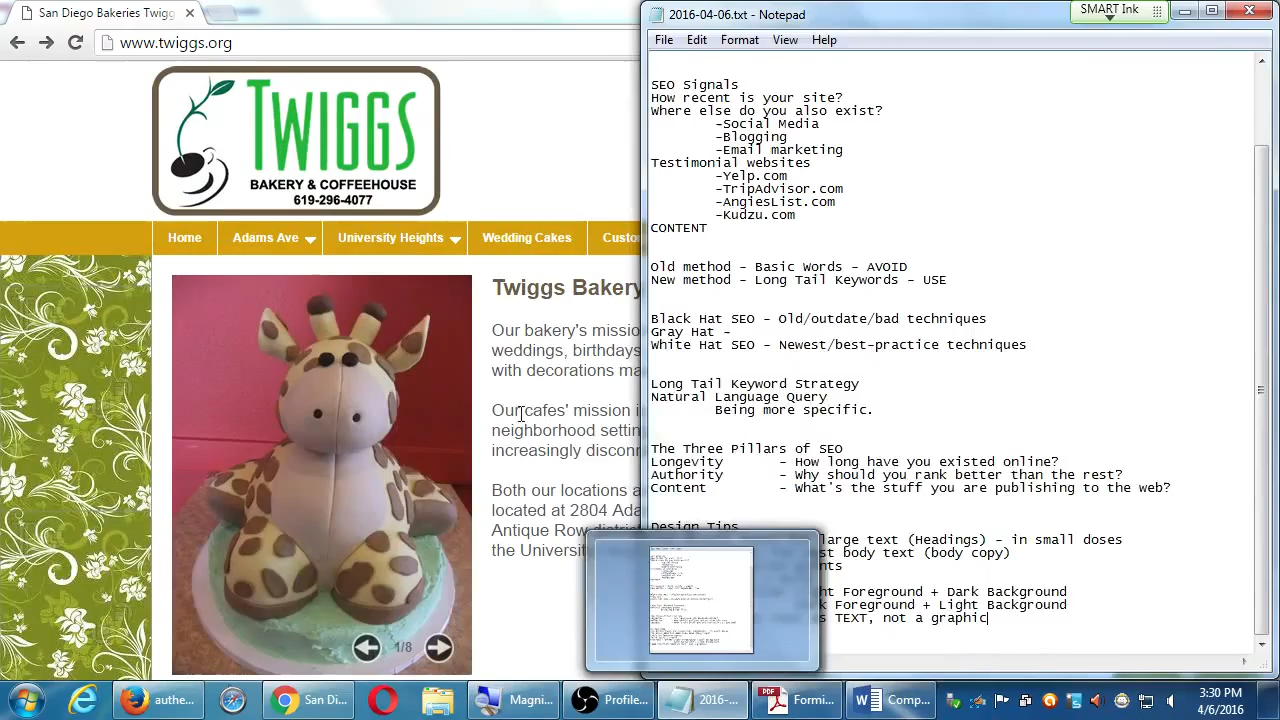 San Diego Bakeries Twigg
www.twiggs.org
TWIGGS
BAKERY & COFFEEHOUSE
619-296-4077
Home
Adams Ave
University Heights
Wedding Cakes
Twiggs Bakery
Our bakery's
weddings, birthdays
with decorations
Our cafes' mission
neighborhood
increasingly
Both our locations
located at 2804
Antique Row
1/8
2016-04-06.txt - Notepad
SMART Ink
File Edit Format View Help
SEO Signals
How recent is your site?
Where else do you also exist?
-Social Media
-Blogging
-Email marketing
Testimonial websites
-Yelp.com
-TripAdvisor.com
-AngiesList.com
-Kudzu.com
CONTENT
Old method - Basic Words - AVOID
New method - Long Tail Keywords - USE
Black Hat SEO - Old/outdate/bad techniques
Gray Hat -
White Hat SEO - Newest/best-practice techniques
Long Tail Keyword Strategy
Natural Language Query
Being more specific.
The Three Pillars of SEO
Longevity - How long have you existed online?
Authority - Why should you rank better than the rest?
Content - What's the stuff you are publishing to the web?
Design Tips
large text (Headings) - in small doses
body text (body copy)
Foreground + Dark Background
Foreground + Light Background
TEXT, not a graphic
authe...
San Di...
Magni...
Profile...
2016-...
PDF
Formi...
Comp...
3:30 PM
4/6/2016